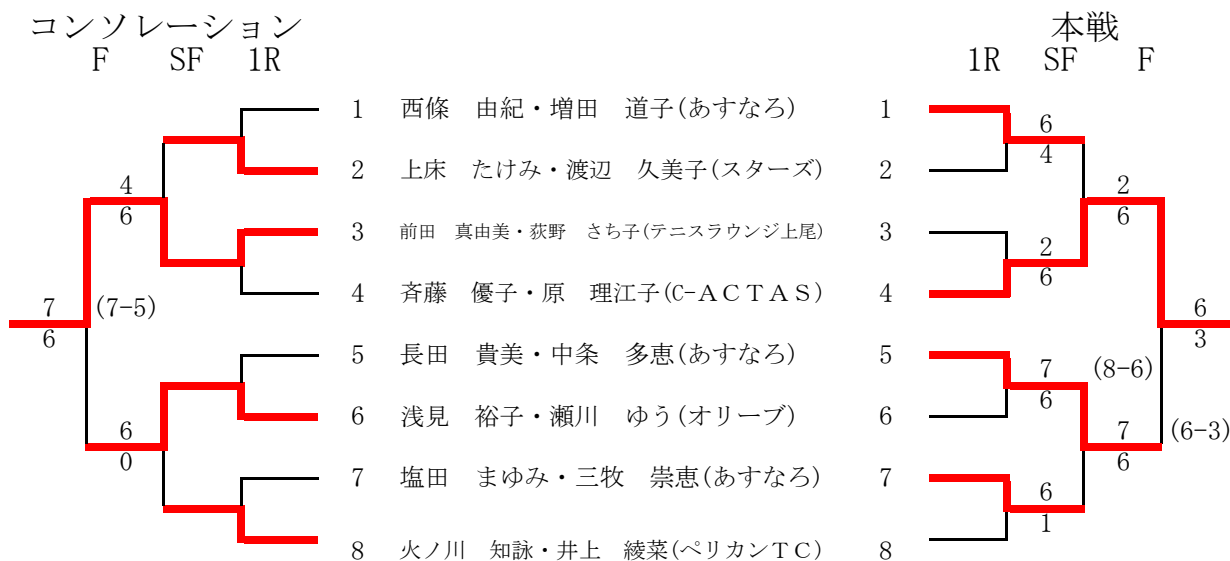 コンソレーション 本戦
F SF 1R 1R SF F
1 西條　由紀・増田　道子(あすなろ) 1
6
4
2 上床　たけみ・渡辺　久美子(スターズ) 2
4
6
2
6
3 前田　真由美・荻野　さち子(テニスラウンジ上尾) 3
2
6
4 斉藤　優子・原　理江子(C-ACTAS) 4
7
6
(7-5)
6
3
5 長田　貴美・中条　多恵(あすなろ) 5
7
6
(8-6)
6 浅見　裕子・瀬川　ゆう(オリーブ) 6
6
0
7
6
(6-3)
7 塩田　まゆみ・三牧　崇恵(あすなろ) 7
6
1
8 火ノ川　知詠・井上　綾菜(ペリカンTC) 8